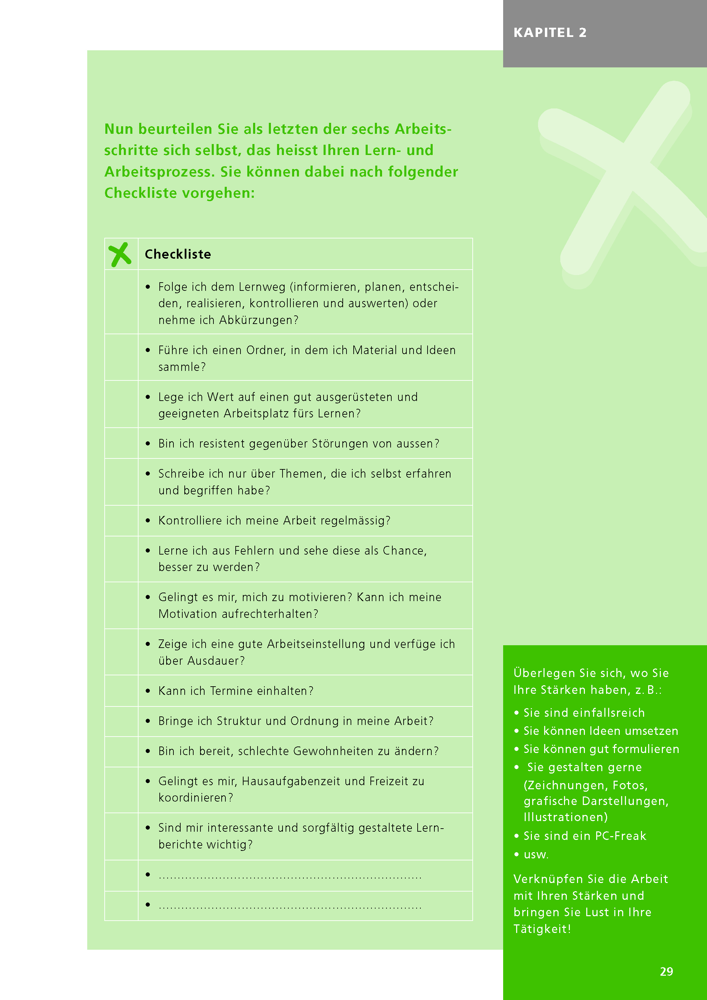 KAPITEL 2
Nun beurteilen Sie als letzten der sechs Arbeits-
schritte sich selbst, das heisst Ihren Lern- und
Arbeitsprozess. Sie können dabei nach folgender
Checkliste vorgehen:
Checkliste
• Folge ich dem Lernweg (informieren, planen, entschei-
den, realisieren, kontrollieren und auswerten) oder
nehme ich Abkürzungen?
• Führe ich einen Ordner, in dem ich Material und Ideen
sammle?
• Lege ich Wert auf einen gut ausgerüsteten und
geeigneten Arbeitsplatz fürs Lernen?
• Bin ich resistent gegenüber Störungen von aussen?
• Schreibe ich nur über Themen, die ich selbst erfahren
und begriffen habe?
• Kontrolliere ich meine Arbeit regelmässig?
• Lerne ich aus Fehlern und sehe diese als Chance,
besser zu werden?
• Gelingt es mir, mich zu motivieren? Kann ich meine
Motivation aufrechterhalten?
• Zeige ich eine gute Arbeitseinstellung und verfüge ich
über Ausdauer?
• Kann ich Termine einhalten?
• Bringe ich Struktur und Ordnung in meine Arbeit?
• Bin ich bereit, schlechte Gewohnheiten zu ändern?
• Gelingt es mir, Hausaufgabenzeit und Freizeit zu
koordinieren?
• Sind mir interessante und sorgfältig gestaltete Lern-
berichte wichtig?
• ......................................................................
• ......................................................................
Überlegen Sie sich, wo Sie
Ihre Stärken haben, z. B.:
• Sie sind einfallsreich
• Sie können Ideen umsetzen
• Sie können gut formulieren
• Sie gestalten gerne
(Zeichnungen, Fotos,
grafische Darstellungen,
Illustrationen)
• Sie sind ein PC-Freak
• usw.
Verknüpfen Sie die Arbeit
mit Ihren Stärken und
bringen Sie Lust in Ihre
Tätigkeit!
29